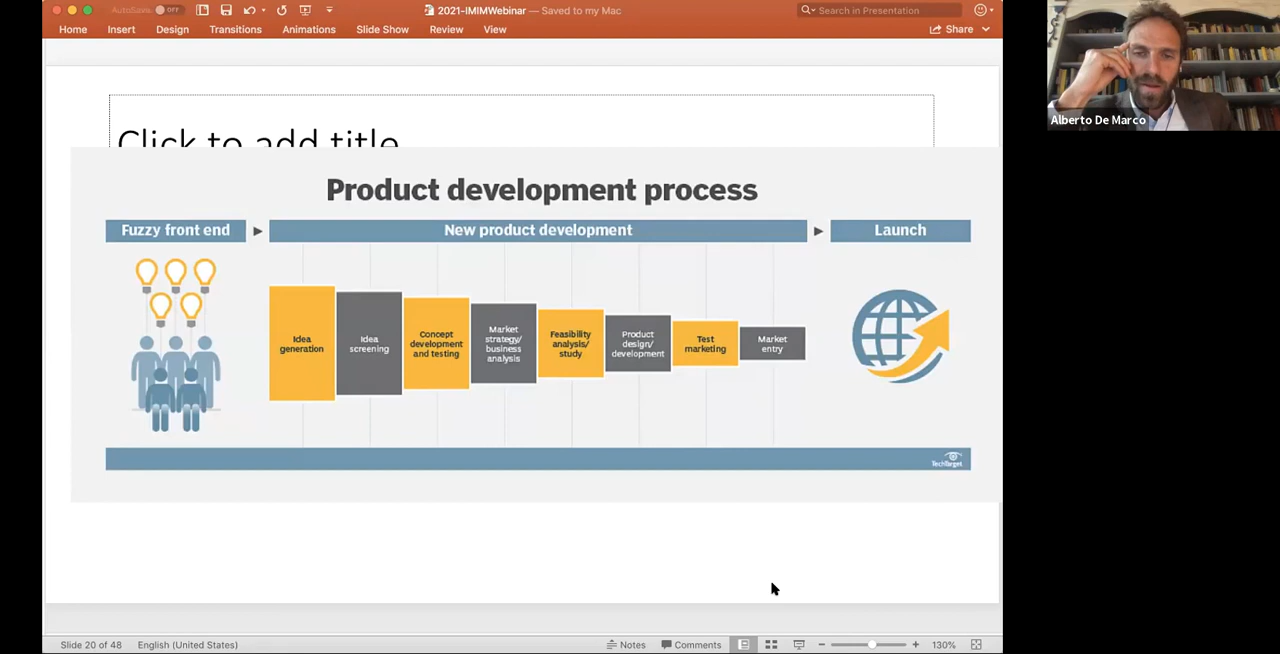 AutoSave OFF
2021-IMIMWebinar — Saved to my Mac
Search in Presentation
Home Insert Design Transitions Animations Slide Show Review View
Share
Click to add title
Product development process
Fuzzy front end
New product development
Launch
Idea
generation
Idea
screening
Concept
development
and testing
Market
strategy/
business
analysis
Feasibility
analysis/
study
Product
design/
development
Test
marketing
Market
entry
TechTarget
Slide 20 of 48 English (United States)
Notes Comments 130%
Alberto De Marco